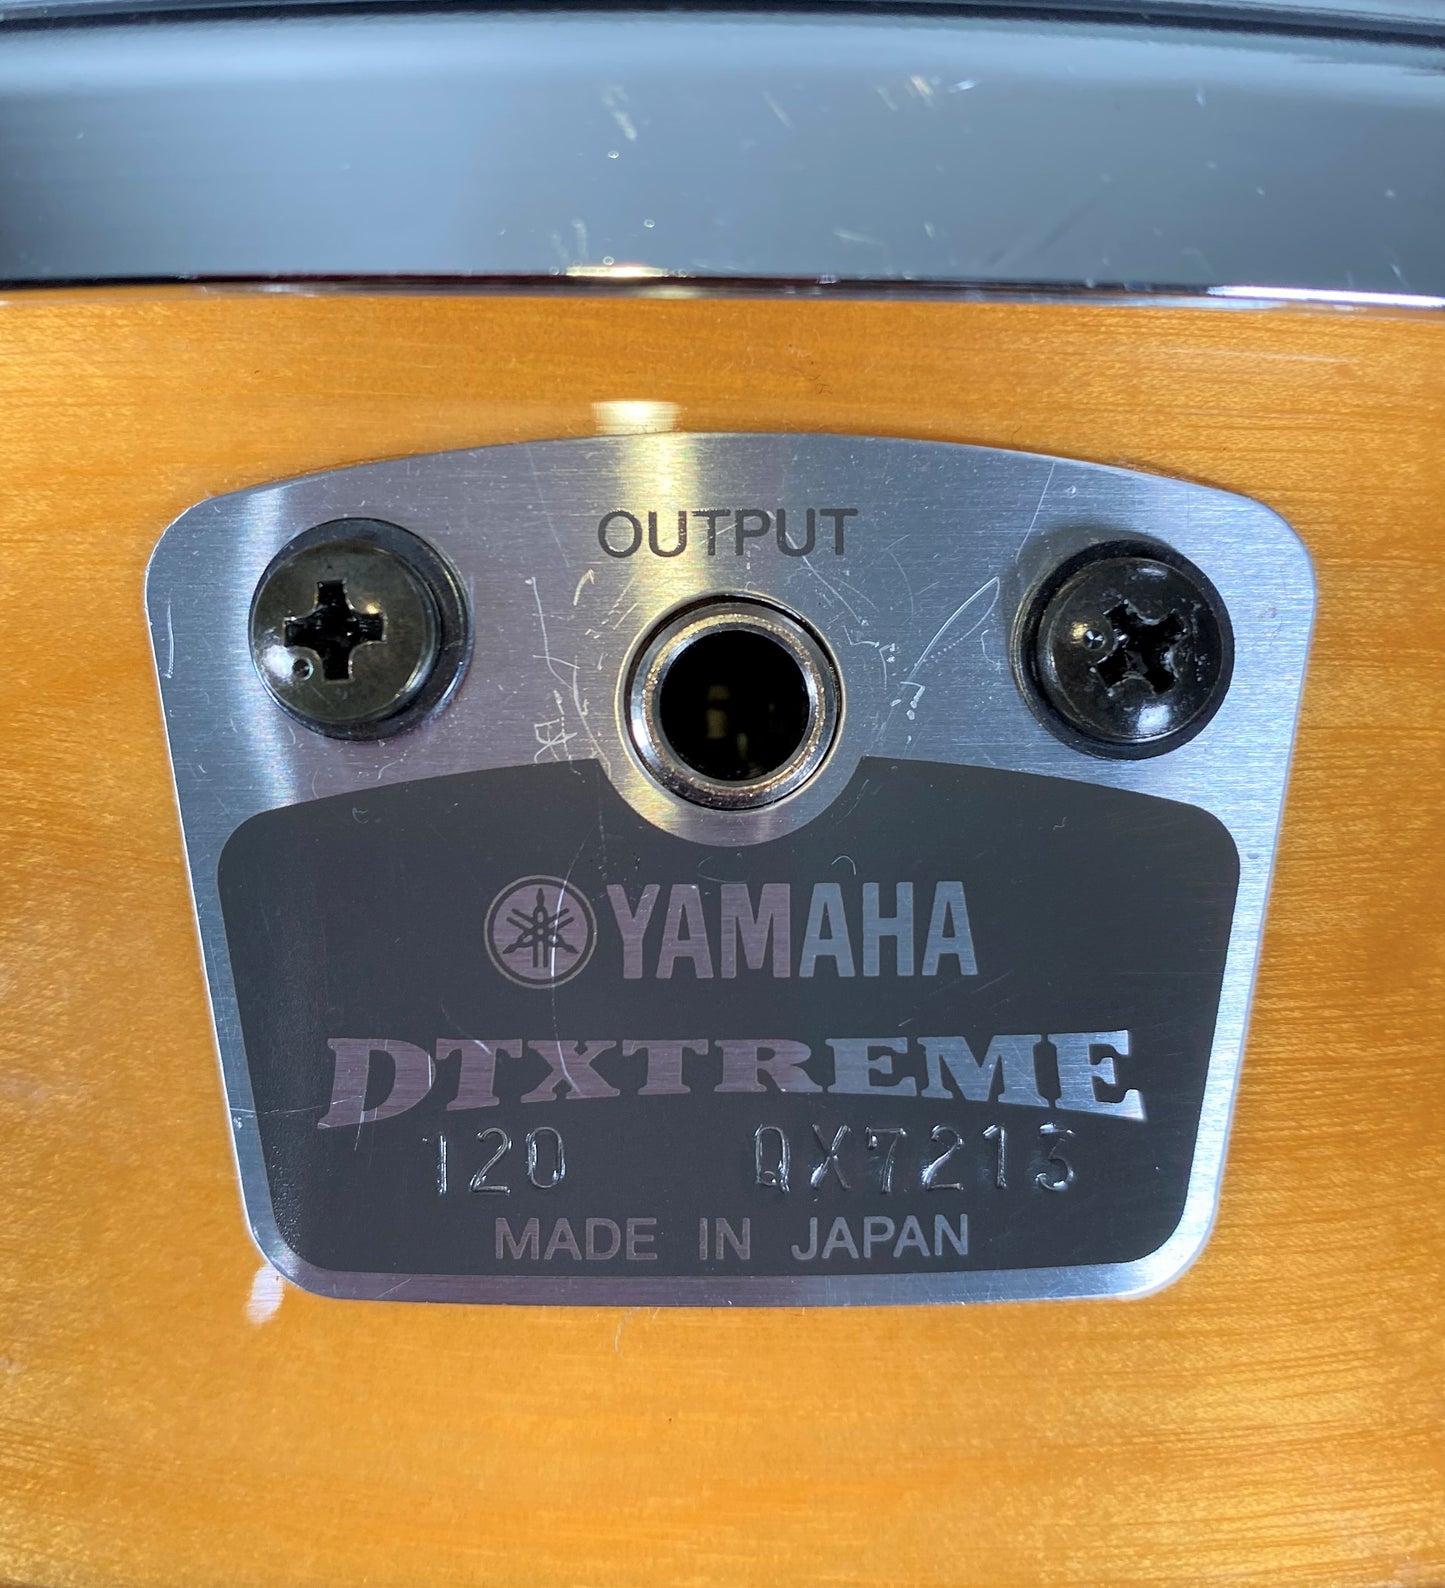 OUTPUT
YAMAHA
DTXTREME
120 QX7213
MADE IN JAPAN